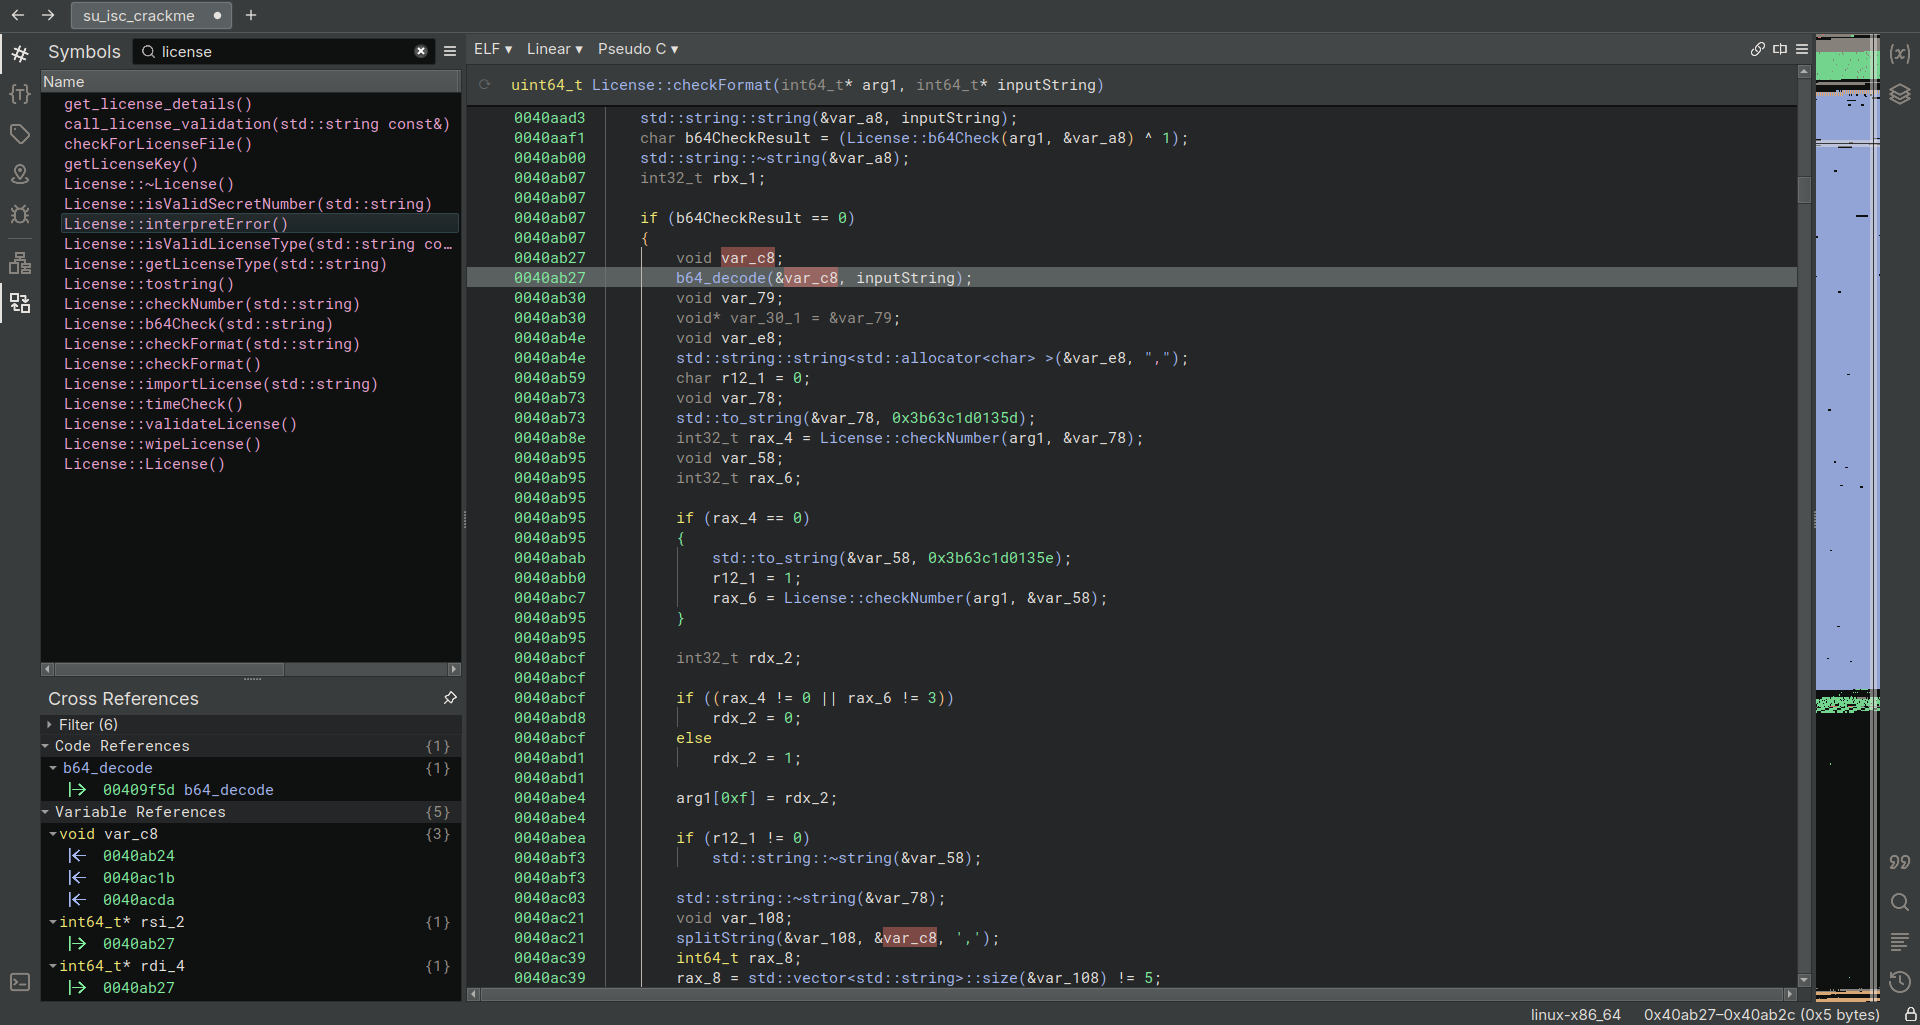 su_isc_crackme
Symbols
license
Name
get_license_details()
call_license_validation(std::string const&)
checkForLicenseFile()
getLicenseKey()
License::~License()
License::isValidSecretNumber(std::string)
License::interpretError()
License::isValidLicenseType(std::string co…
License::getLicenseType(std::string)
License::tostring()
License::checkNumber(std::string)
License::b64Check(std::string)
License::checkFormat(std::string)
License::checkFormat()
License::importLicense(std::string)
License::timeCheck()
License::validateLicense()
License::wipeLicense()
License::License()
Cross References
Filter (6)
Code References {1}
b64_decode {1}
00409f5d b64_decode
Variable References {5}
void var_c8 {3}
0040ab24
0040ac1b
0040acda
int64_t* rsi_2 {1}
0040ab27
int64_t* rdi_4 {1}
0040ab27
ELF ▾ Linear ▾ Pseudo C ▾
uint64_t License::checkFormat(int64_t* arg1, int64_t* inputString)
0040aad3 std::string::string(&var_a8, inputString);
0040aaf1 char b64CheckResult = (License::b64Check(arg1, &var_a8) ^ 1);
0040ab00 std::string::~string(&var_a8);
0040ab07 int32_t rbx_1;
0040ab07
0040ab07 if (b64CheckResult == 0)
0040ab07 {
0040ab27 void var_c8;
0040ab27 b64_decode(&var_c8, inputString);
0040ab30 void var_79;
0040ab30 void* var_30_1 = &var_79;
0040ab4e void var_e8;
0040ab4e std::string::string<std::allocator<char> >(&var_e8, ",");
0040ab59 char r12_1 = 0;
0040ab73 void var_78;
0040ab73 std::to_string(&var_78, 0x3b63c1d0135d);
0040ab8e int32_t rax_4 = License::checkNumber(arg1, &var_78);
0040ab95 void var_58;
0040ab95 int32_t rax_6;
0040ab95
0040ab95 if (rax_4 == 0)
0040ab95 {
0040abab std::to_string(&var_58, 0x3b63c1d0135e);
0040abb0 r12_1 = 1;
0040abc7 rax_6 = License::checkNumber(arg1, &var_58);
0040ab95 }
0040ab95
0040abcf int32_t rdx_2;
0040abcf
0040abcf if ((rax_4 != 0 || rax_6 != 3))
0040abd8 rdx_2 = 0;
0040abcf else
0040abd1 rdx_2 = 1;
0040abd1
0040abe4 arg1[0xf] = rdx_2;
0040abe4
0040abea if (r12_1 != 0)
0040abf3 std::string::~string(&var_58);
0040abf3
0040ac03 std::string::~string(&var_78);
0040ac21 void var_108;
0040ac21 splitString(&var_108, &var_c8, ',');
0040ac39 int64_t rax_8;
0040ac39 rax_8 = std::vector<std::string>::size(&var_108) != 5;
linux-x86_64 0x40ab27–0x40ab2c (0x5 bytes)